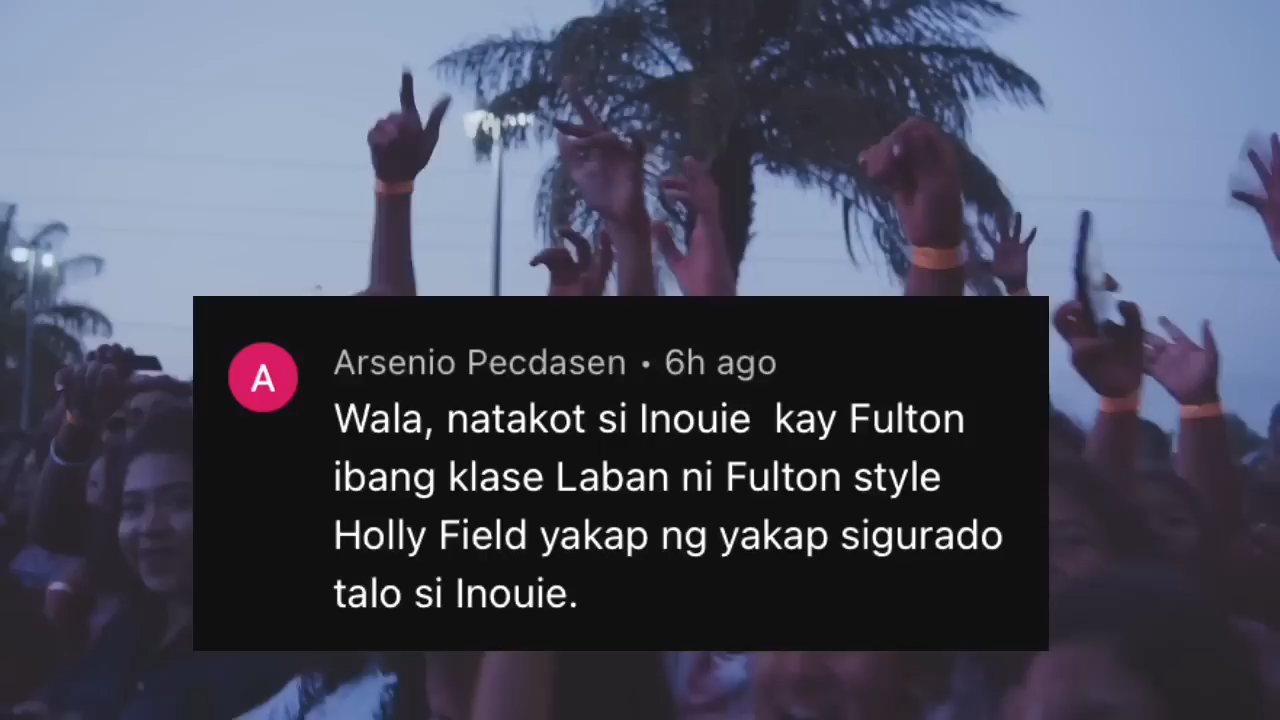 A
Arsenio Pecdasen • 6h ago
Wala, natakot si Inouie  kay Fulton
ibang klase Laban ni Fulton style
Holly Field yakap ng yakap sigurado
talo si Inouie.